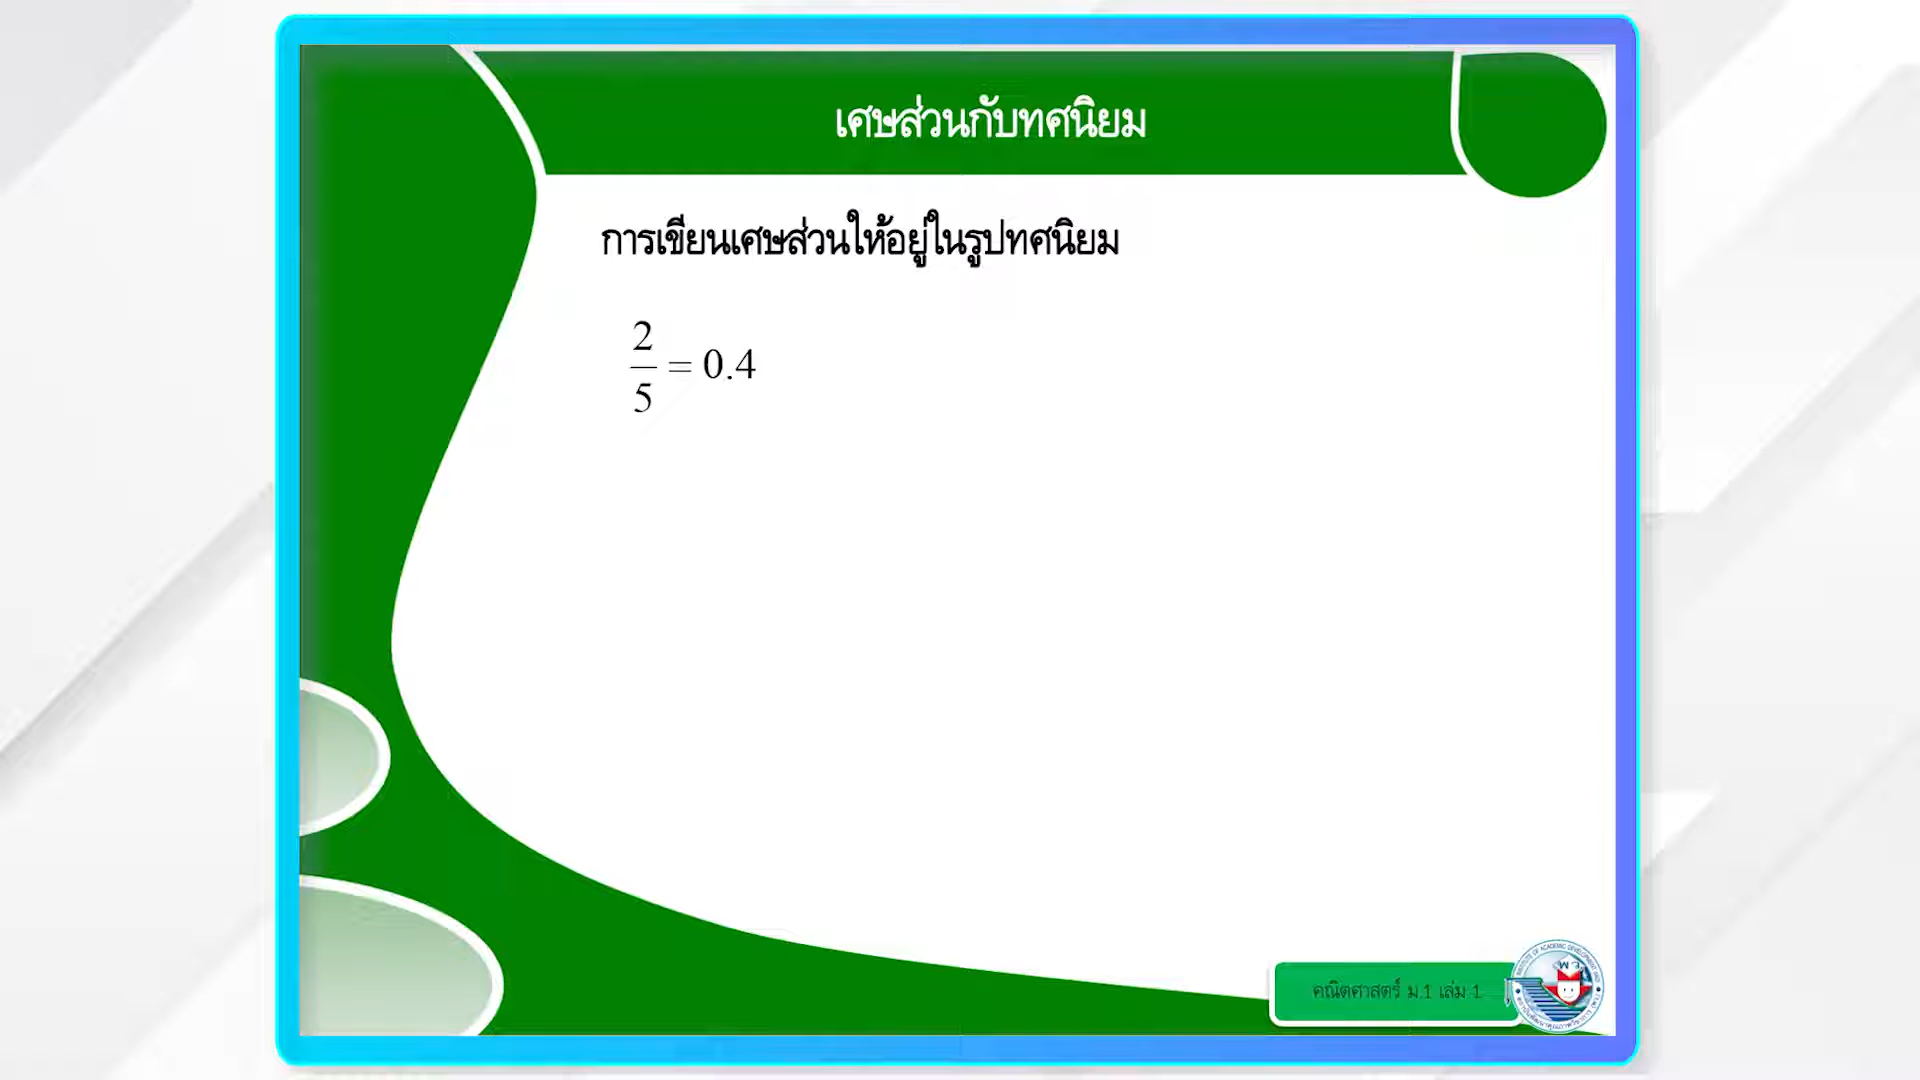 เศษส่วนกับทศนิยม
การเขียนเศษส่วนให้อยู่ในรูปทศนิยม
2/5 = 0.4
คณิตศาสตร์ ม.1 เล่ม 1
พว.